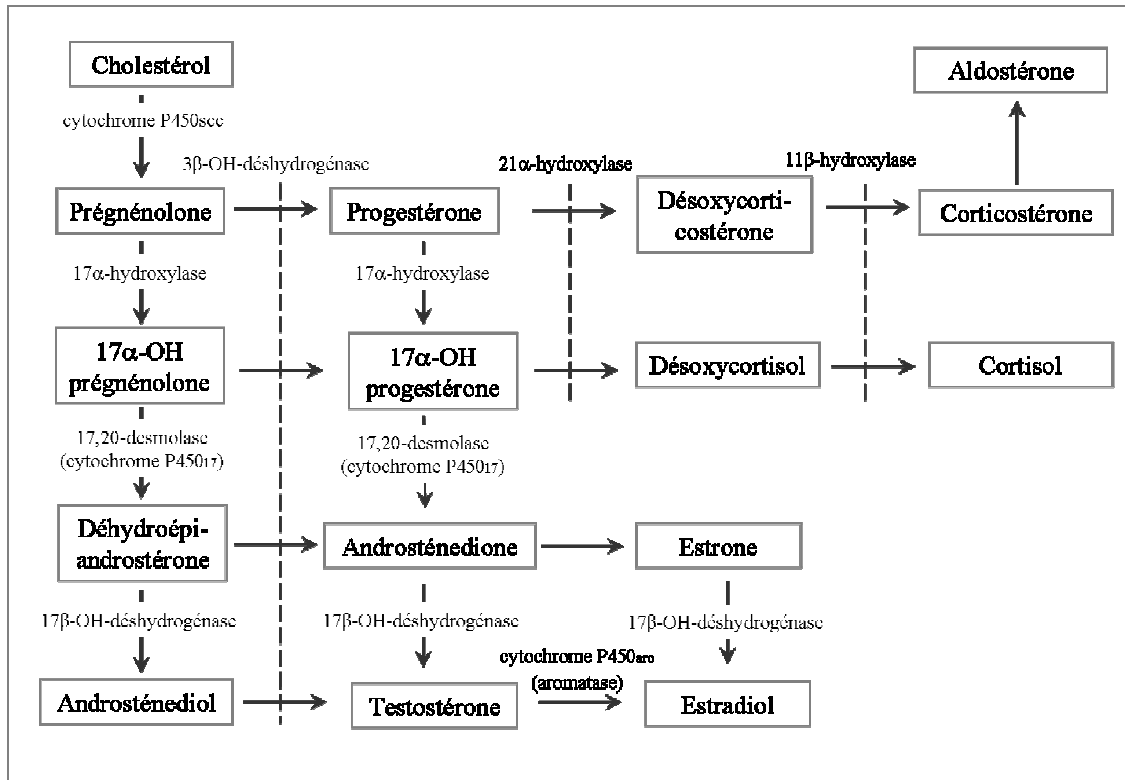 Cholestérol
Aldostérone
cytochrome P450scc
3β-OH-déshydrogénase
21α-hydroxylase
11β-hydroxylase
Prégnénolone
Progestérone
Désoxycorti-
costérone
Corticostérone
17α-hydroxylase
17α-hydroxylase
17α-OH
prégnénolone
17α-OH
progestérone
Désoxycortisol
Cortisol
17,20-desmolase
(cytochrome P45017)
17,20-desmolase
(cytochrome P45017)
Déhydroépi-
androstérone
Androsténedione
Estrone
17β-OH-déshydrogénase
17β-OH-déshydrogénase
17β-OH-déshydrogénase
cytochrome P450aro
(aromatase)
Androsténediol
Testostérone
Estradiol